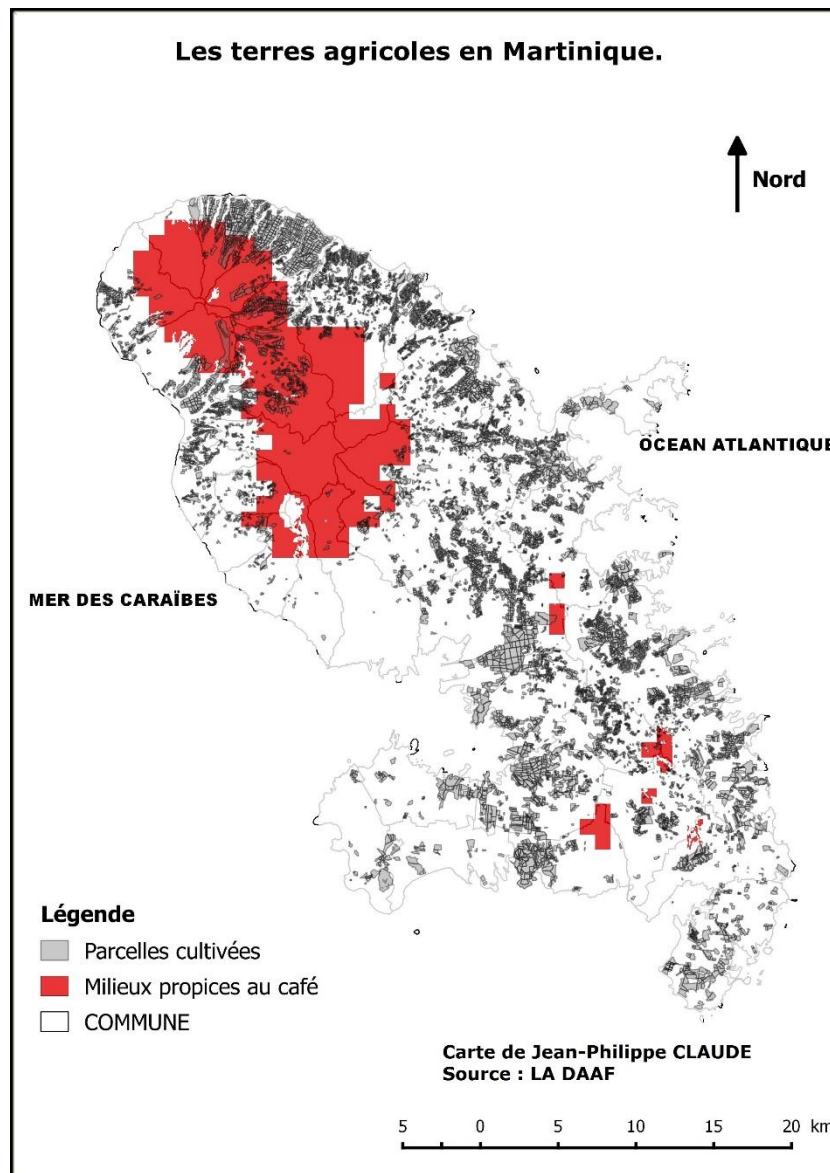 Les terres agricoles en Martinique.
Nord
OCEAN ATLANTIQUE
MER DES CARAÏBES
Légende
Parcelles cultivées
Milieux propices au café
COMMUNE
Carte de Jean-Philippe CLAUDE
Source : LA DAAF
5 0 5 10 15 20 km